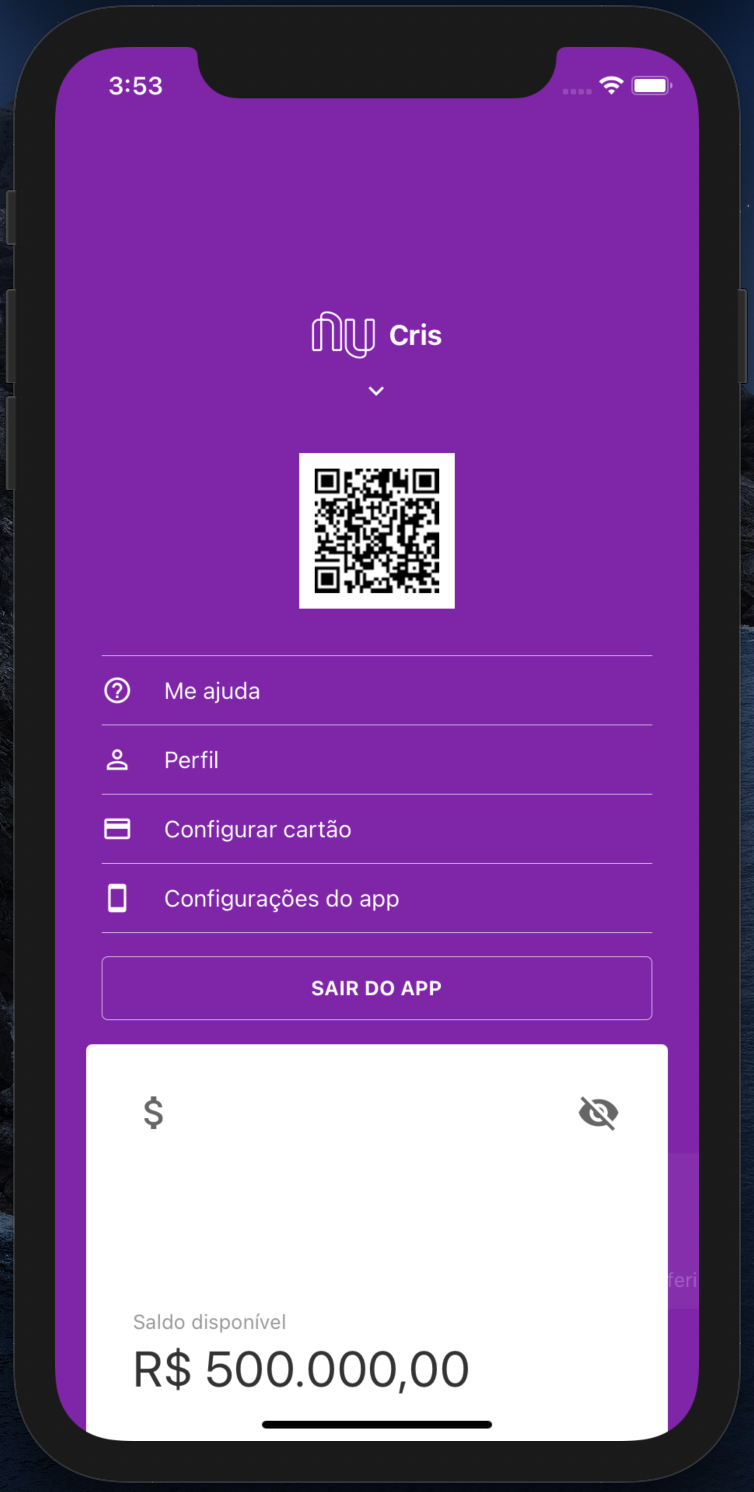 3:53
nu Cris
Me ajuda
Perfil
Configurar cartão
Configurações do app
SAIR DO APP
$
feri
Saldo disponível
R$ 500.000,00